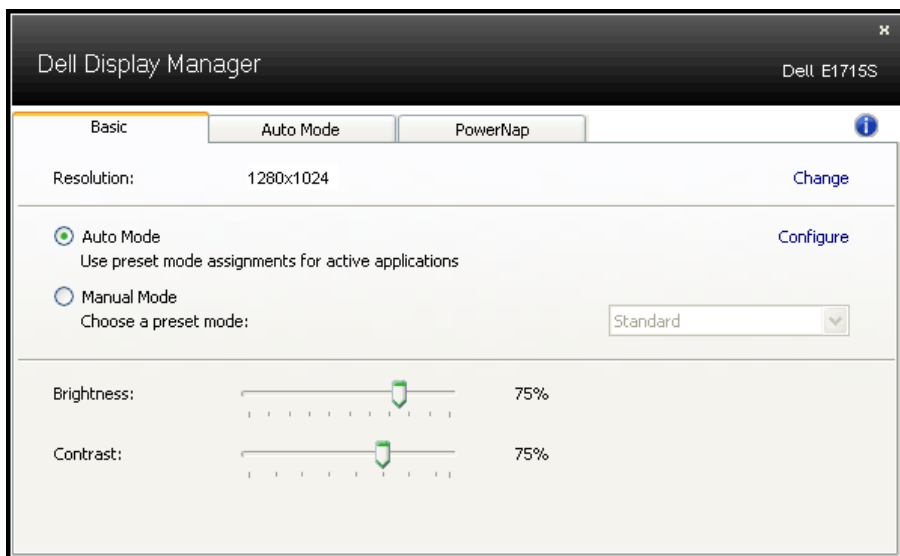 Dell Display Manager
Dell E1715S
Basic
Auto Mode
PowerNap
Resolution:
1280x1024
Change
Auto Mode
Configure
Use preset mode assignments for active applications
Manual Mode
Choose a preset mode:
Standard
Brightness:
75%
Contrast:
75%